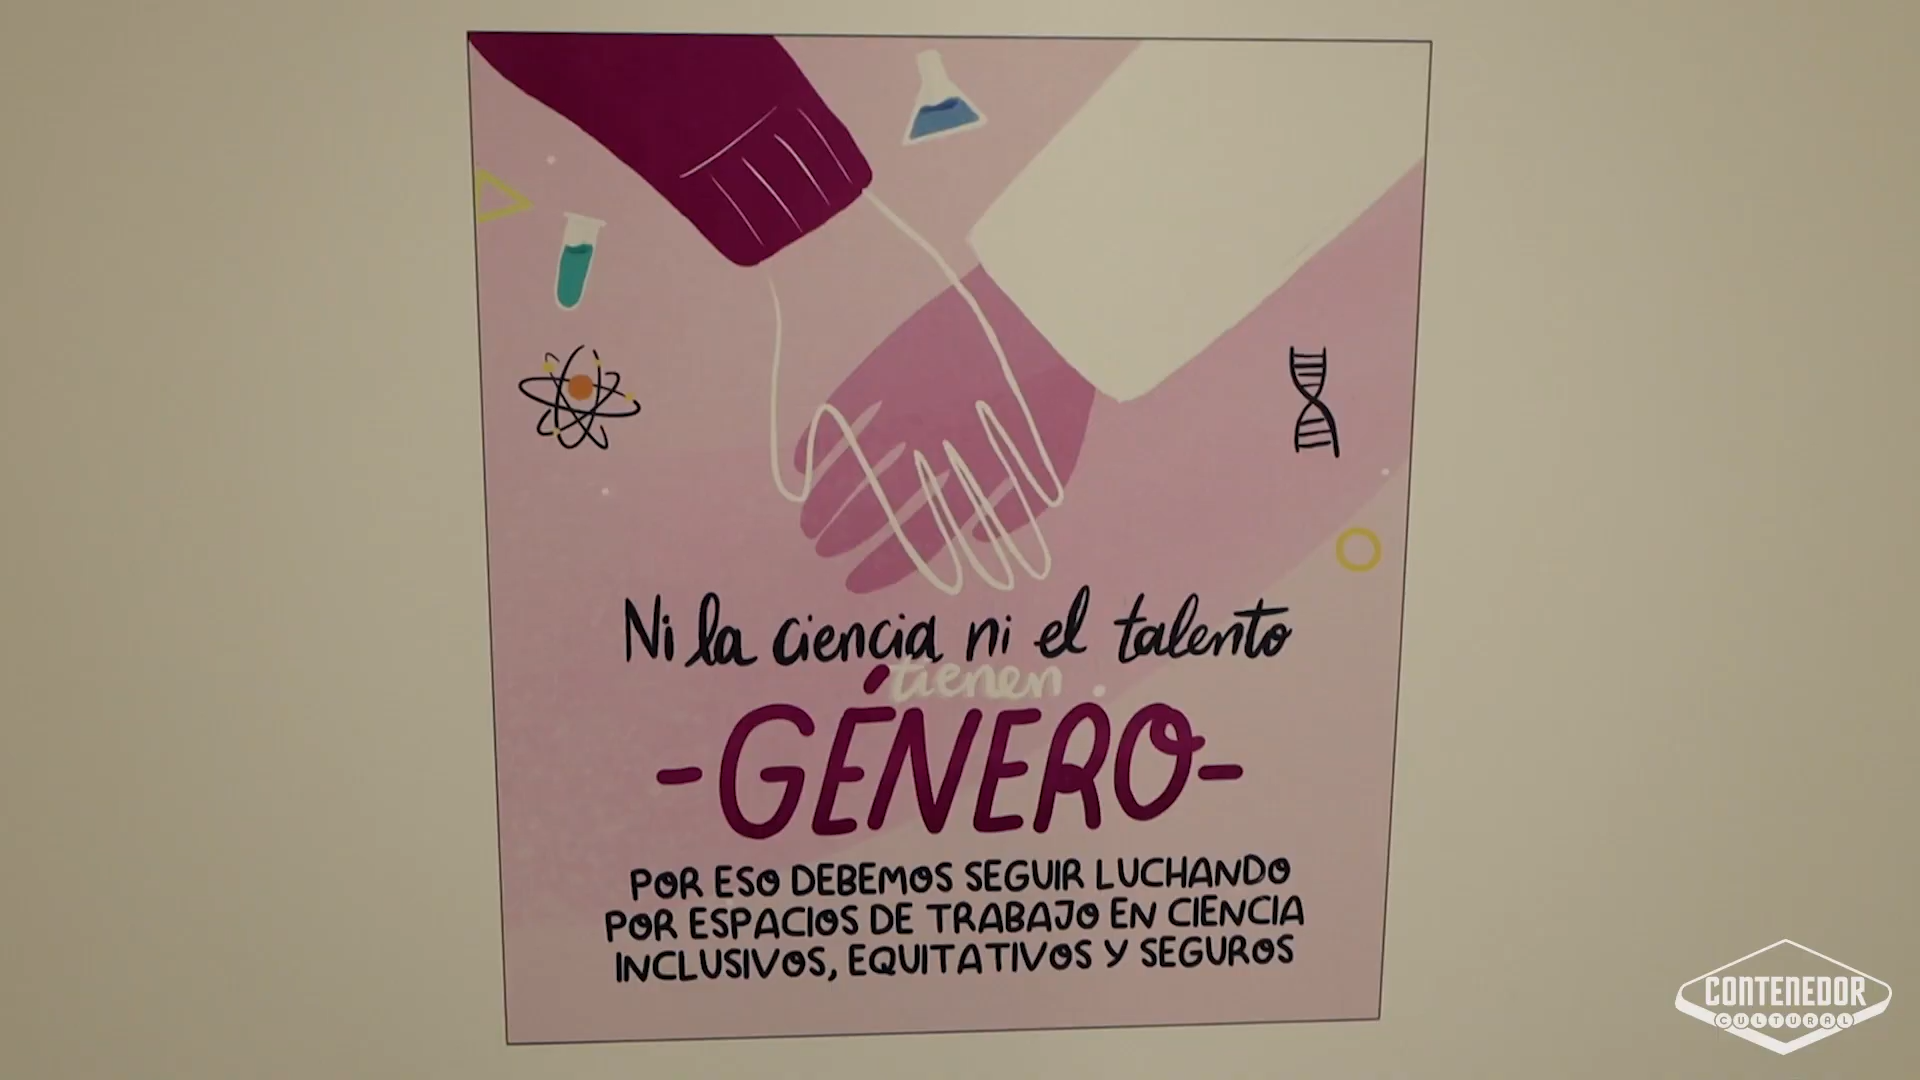 Ni la ciencia ni el talento
tienen
-GÉNERO-
POR ESO DEBEMOS SEGUIR LUCHANDO
POR ESPACIOS DE TRABAJO EN CIENCIA
INCLUSIVOS, EQUITATIVOS Y SEGUROS
CONTENEDOR
CULTURAL